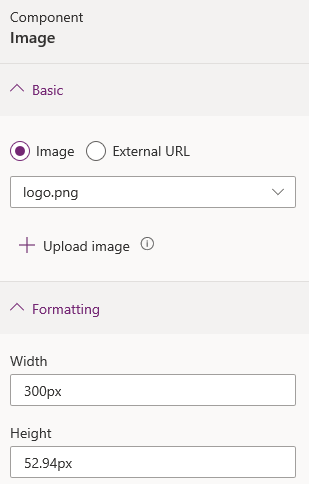 Component
Image
Basic
Image External URL
logo.png
Upload image
Formatting
Width
300px
Height
52.94px